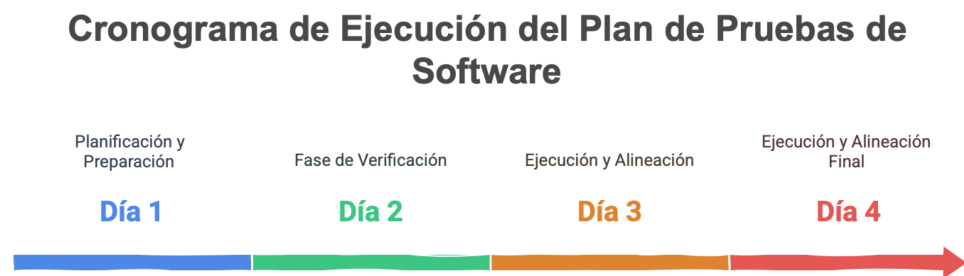 Cronograma de Ejecución del Plan de Pruebas de
Software
Planificación y
Preparación
Día 1
Fase de Verificación
Día 2
Ejecución y Alineación
Día 3
Ejecución y Alineación
Final
Día 4